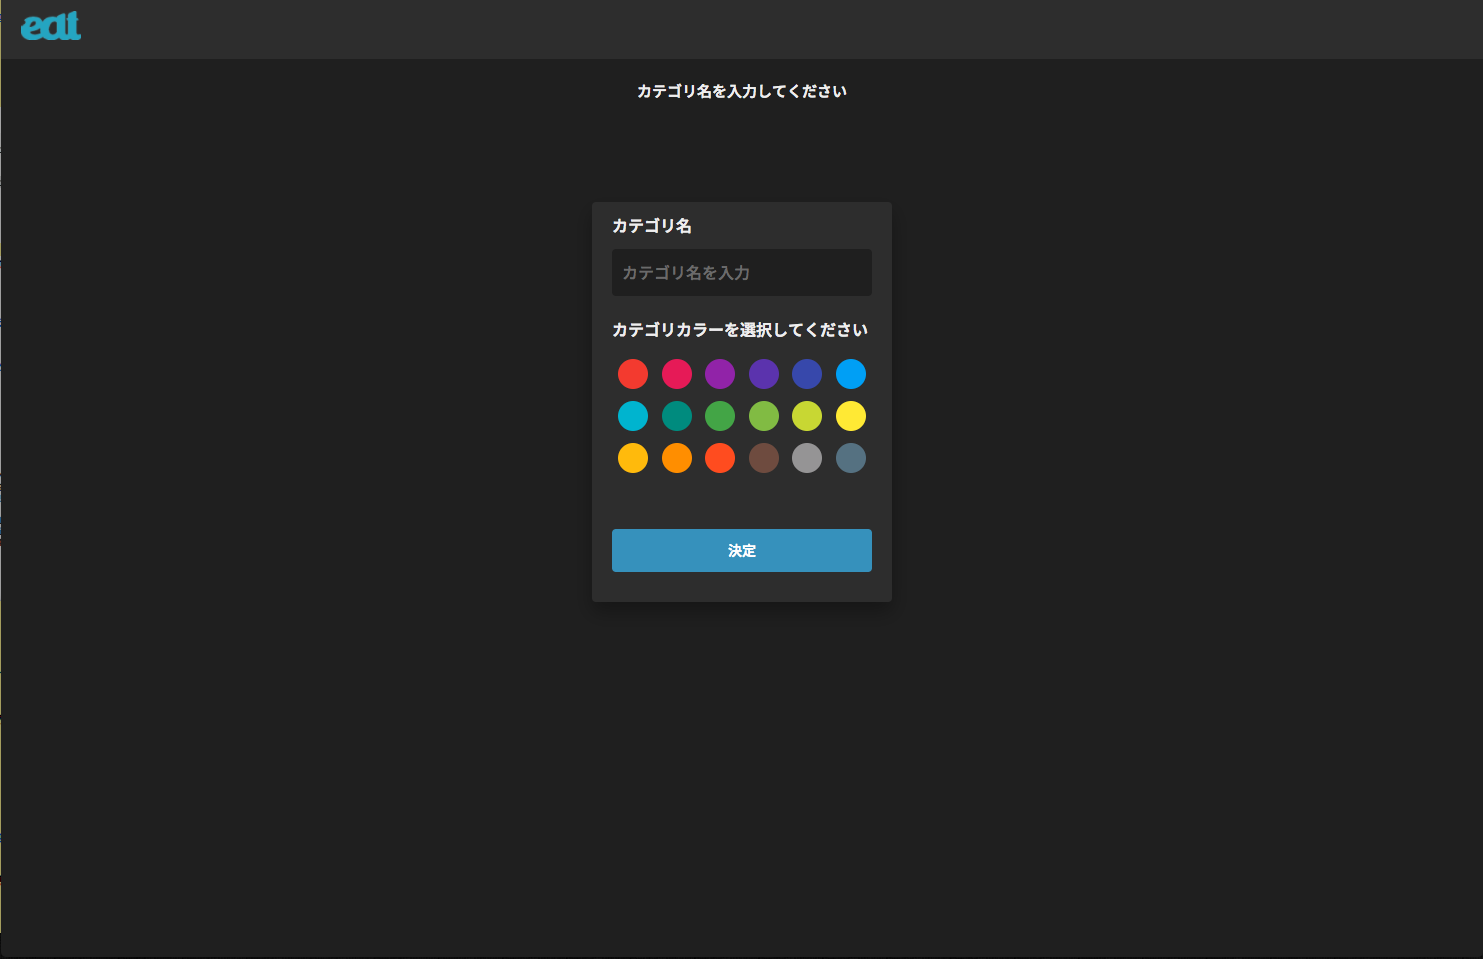 eat
カテゴリ名を入力してください
カテゴリ名
カテゴリ名を入力
カテゴリカラーを選択してください
決定